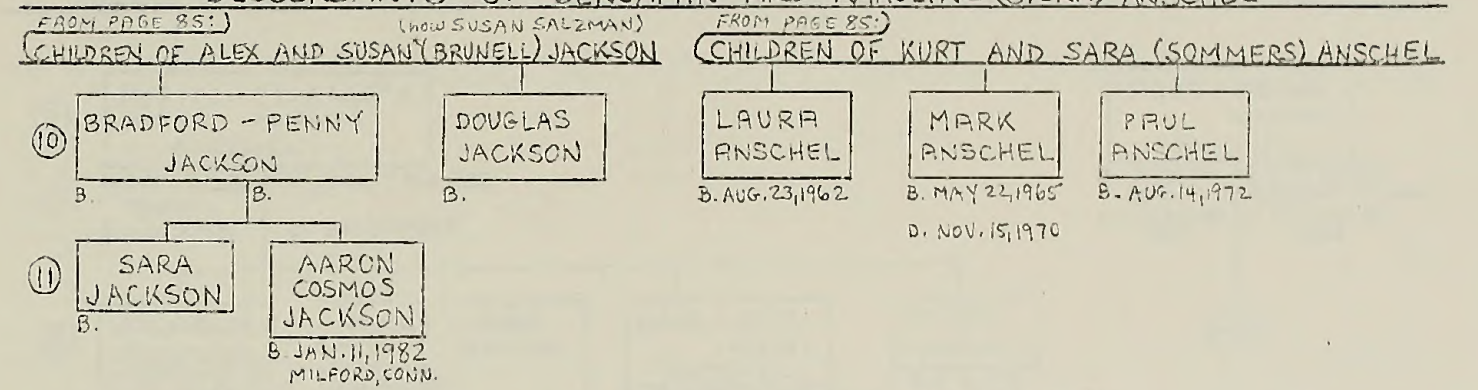 FROM PAGE 85:)
(now SUSAN SALZMAN)
CHILDREN OF ALEX AND SUSAN (BRUNELL) JACKSON
FROM PAGE 85:)
CHILDREN OF KURT AND SARA (SOMMERS) ANSCHEL
10
BRADFORD - PENNY
JACKSON
B.
B.
DOUGLAS
JACKSON
B.
LAURA
ANSCHEL
B. AUG. 23, 1962
MARK
ANSCHEL
B. MAY 22, 1965
D. NOV. 15, 1970
PAUL
ANSCHEL
B. AUG. 14, 1972
11
SARA
JACKSON
B.
AARON
COSMOS
JACKSON
B. JAN. 11, 1982
MILFORD, CONN.